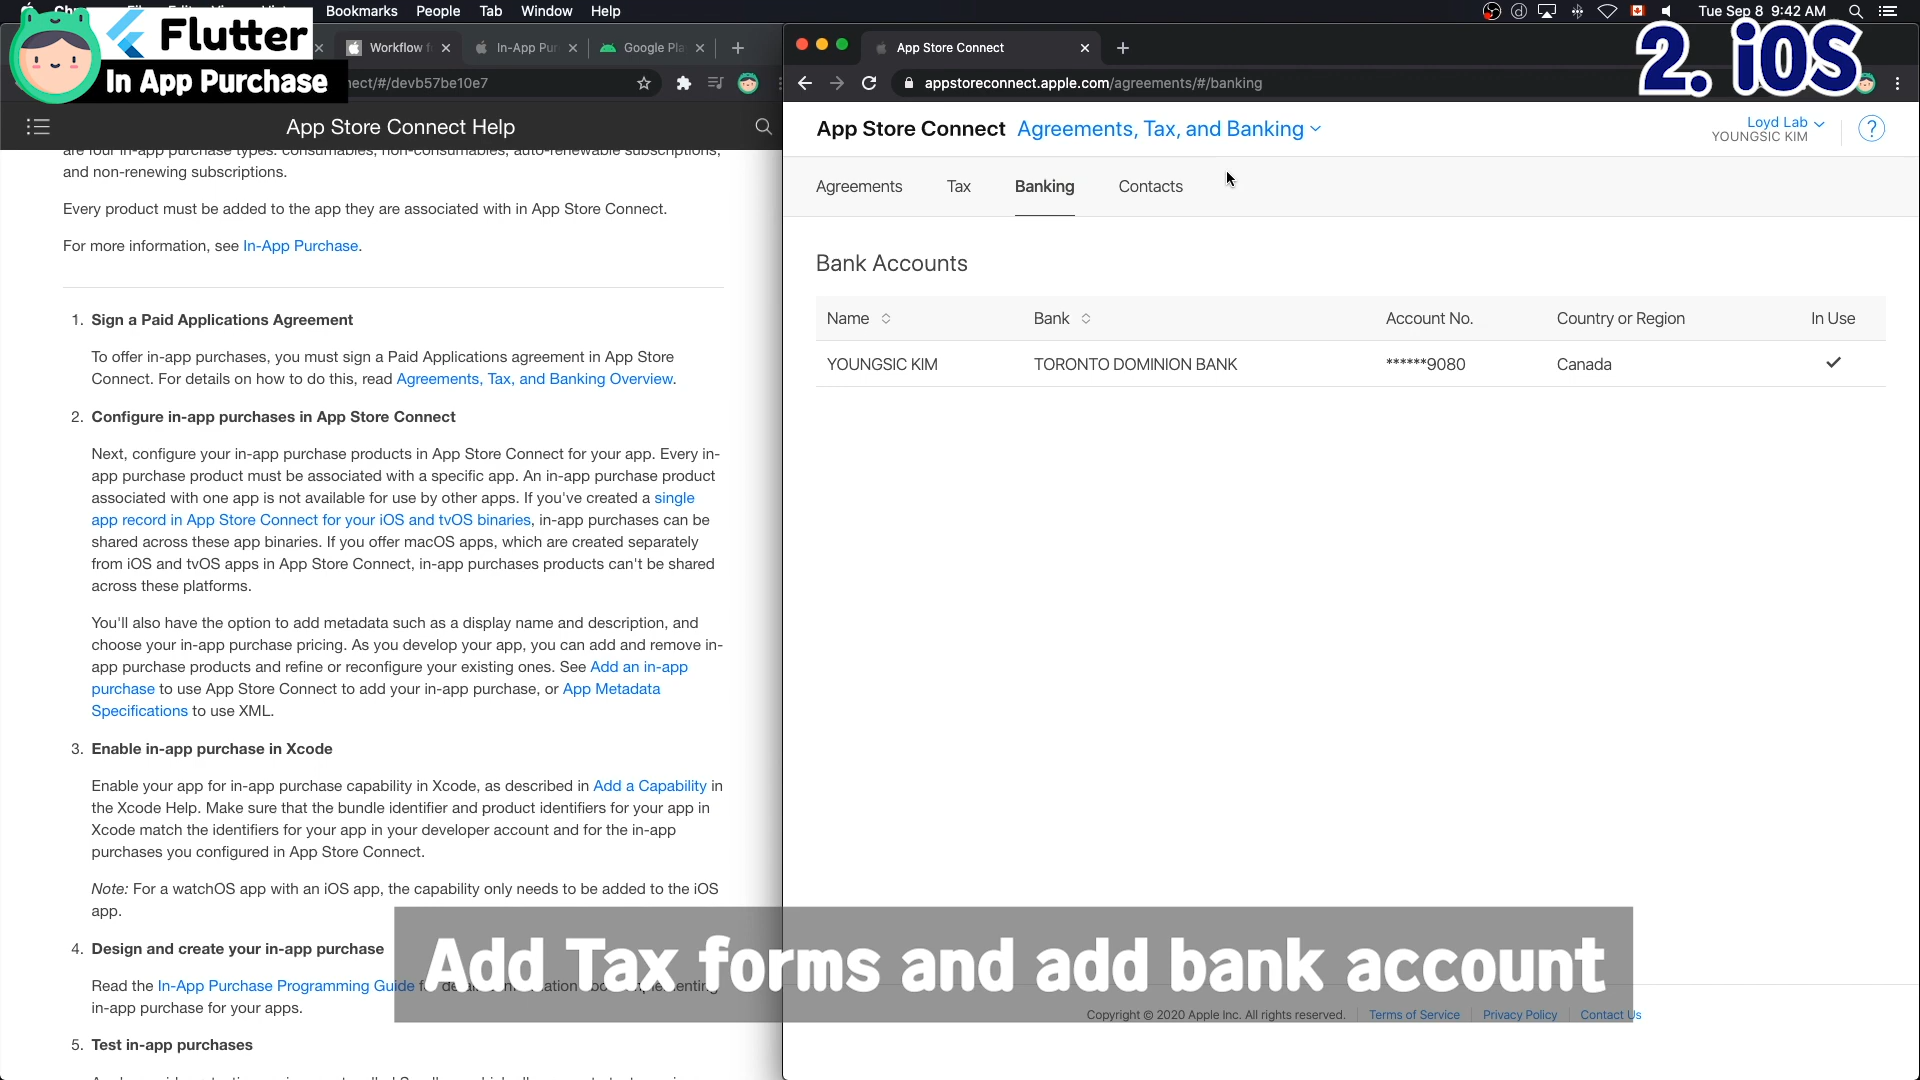 Bookmarks People Tab Window Help
Tue Sep 8 9:42 AM
Flutter
In App Purchase
2. iOS
Workflow
In-App Pur
Google Pla
App Store Connect
nect/#/devb57be10e7
appstoreconnect.apple.com/agreements/#/banking
App Store Connect Help
and non-renewing subscriptions.
Every product must be added to the app they are associated with in App Store Connect.
For more information, see In-App Purchase.
1. Sign a Paid Applications Agreement
To offer in-app purchases, you must sign a Paid Applications agreement in App Store
Connect. For details on how to do this, read Agreements, Tax, and Banking Overview.
2. Configure in-app purchases in App Store Connect
Next, configure your in-app purchase products in App Store Connect for your app. Every in-
app purchase product must be associated with a specific app. An in-app purchase product
associated with one app is not available for use by other apps. If you've created a single
app record in App Store Connect for your iOS and tvOS binaries, in-app purchases can be
shared across these app binaries. If you offer macOS apps, which are created separately
from iOS and tvOS apps in App Store Connect, in-app purchases products can't be shared
across these platforms.
You'll also have the option to add metadata such as a display name and description, and
choose your in-app purchase pricing. As you develop your app, you can add and remove in-
app purchase products and refine or reconfigure your existing ones. See Add an in-app
purchase to use App Store Connect to add your in-app purchase, or App Metadata
Specifications to use XML.
3. Enable in-app purchase in Xcode
Enable your app for in-app purchase capability in Xcode, as described in Add a Capability in
the Xcode Help. Make sure that the bundle identifier and product identifiers for your app in
Xcode match the identifiers for your app in your developer account and for the in-app
purchases you configured in App Store Connect.
Note: For a watchOS app with an iOS app, the capability only needs to be added to the iOS
app.
4. Design and create your in-app purchase
Read the In-App Purchase Programming Guide
in-app purchase for your apps.
5. Test in-app purchases
App Store Connect Agreements, Tax, and Banking
Loyd Lab
YOUNGSIC KIM
?
Agreements Tax Banking Contacts
Bank Accounts
Name Bank Account No. Country or Region In Use
YOUNGSIC KIM TORONTO DOMINION BANK ******9080 Canada
Add Tax forms and add bank account
Copyright © 2020 Apple Inc. All rights reserved. Terms of Service Privacy Policy Contact Us